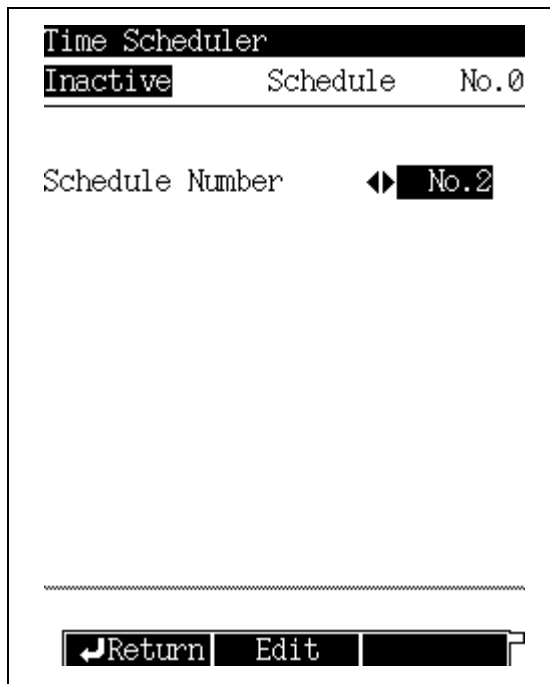 Time Scheduler
Inactive Schedule No.0
Schedule Number No.2
Return Edit